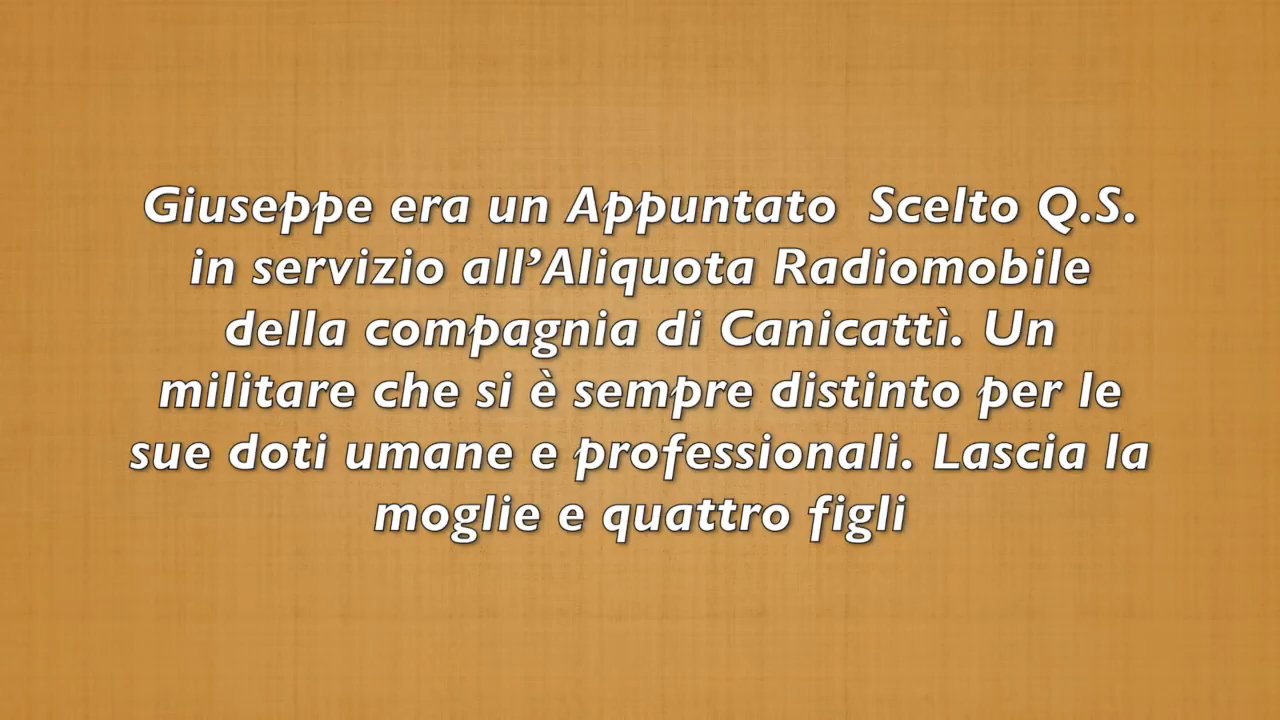 Giuseppe era un Appuntato  Scelto Q.S.
in servizio all’Aliquota Radiomobile
della compagnia di Canicattì. Un
militare che si è sempre distinto per le
sue doti umane e professionali. Lascia la
moglie e quattro figli